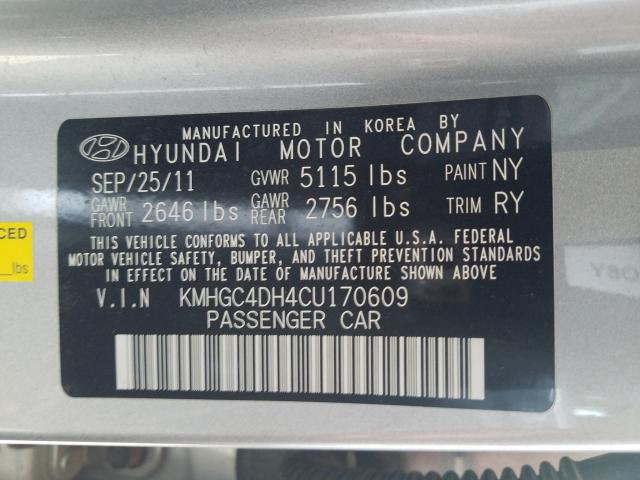 MANUFACTURED IN KOREA BY
HYUNDAI MOTOR COMPANY
SEP/25/11 GVWR 5115 lbs PAINT NY
GAWR FRONT 2646 lbs GAWR REAR 2756 lbs TRIM RY
THIS VEHICLE CONFORMS TO ALL APPLICABLE U.S.A. FEDERAL
MOTOR VEHICLE SAFETY, BUMPER, AND THEFT PREVENTION STANDARDS
IN EFFECT ON THE DATE OF MANUFACTURE SHOWN ABOVE
V.I.N KMHGC4DH4CU170609
PASSENGER CAR
CED
lbs